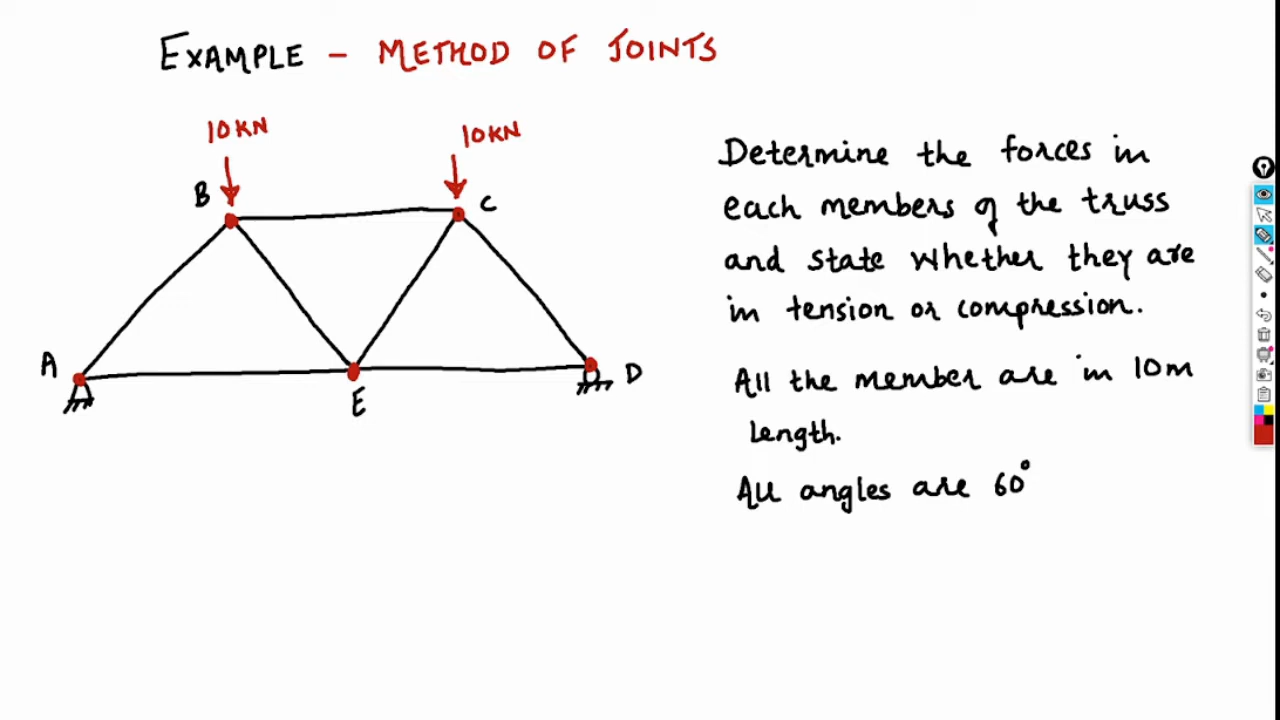 EXAMPLE - METHOD OF JOINTS
10KN
10KN
B
C
A
E
D
Determine the forces in
each members of the truss
and state whether they are
in tension or compression.
All the member are in 10m
length.
All angles are 60°